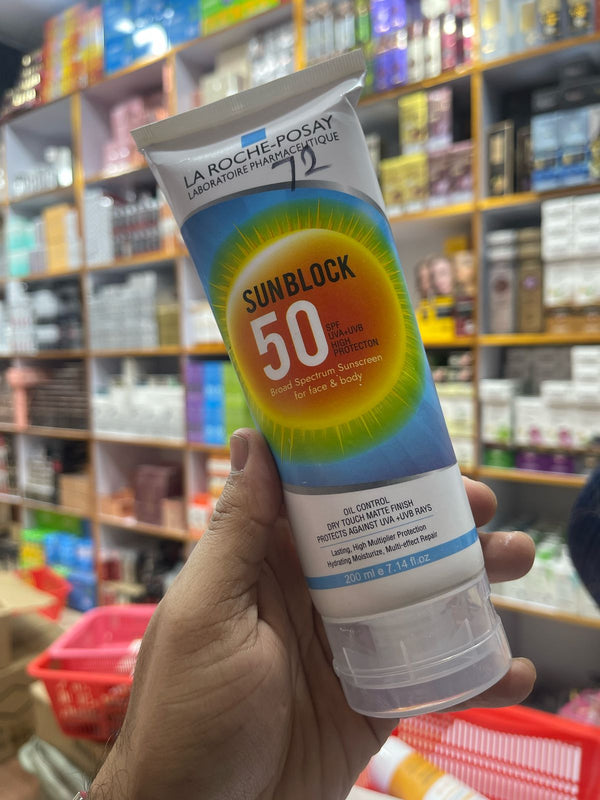 LA ROCHE-POSAY
LABORATOIRE PHARMACEUTIQUE
72
SUNBLOCK
50
SPF
UVA+UVB
HIGH
PROTECTON
Broad Spectrum Sunscreen
for face & body
OIL CONTROL
DRY TOUCH MATTE FINISH
PROTECTS AGAINST UVA +UVB RAYS
Lasting, High Multiplier Protection
Hydrating Moisturize, Multi-effect Repair
200 ml e 7.14 fl oz